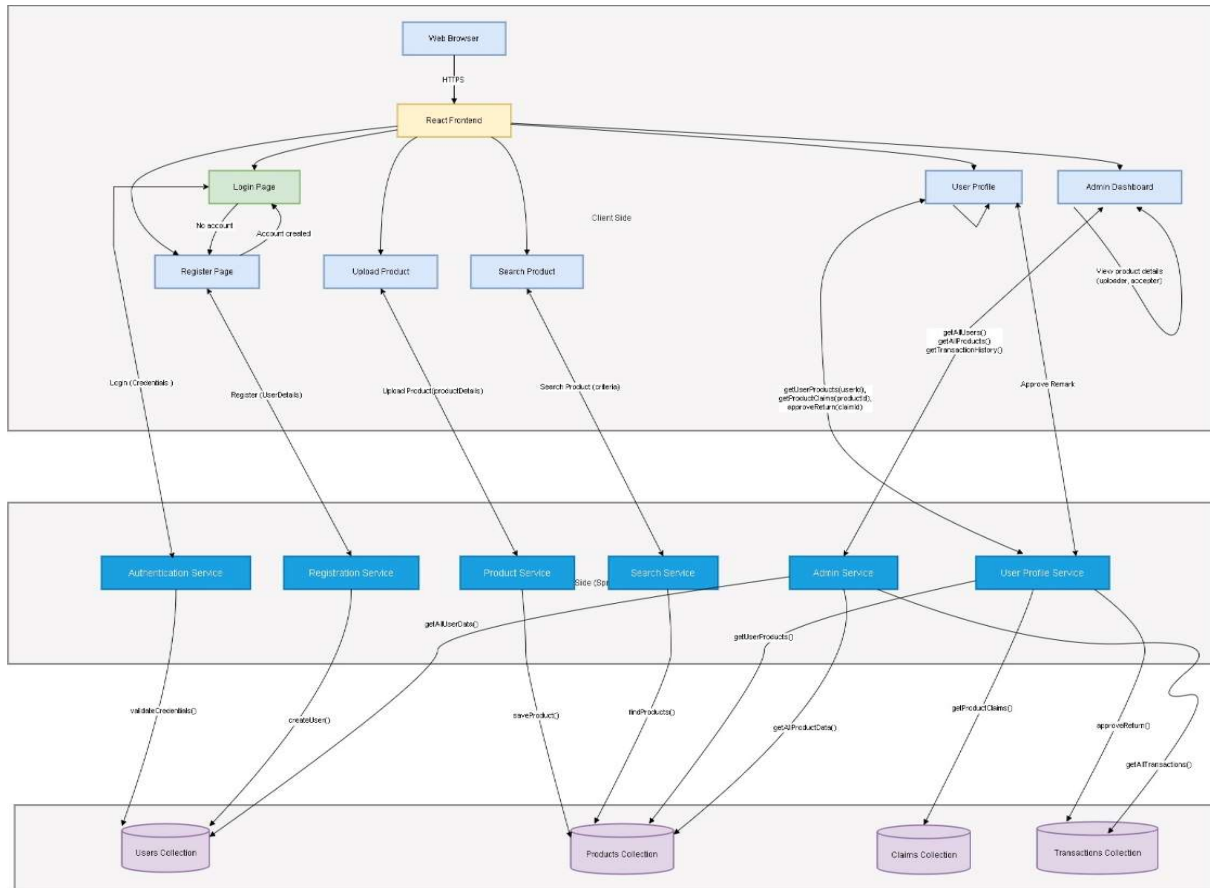 Web Browser
HTTPS
React Frontend
Login Page
User Profile
Admin Dashboard
Client Side
No account
Account created
Register Page
Upload Product
Search Product
View product details
(uploader, accepter)
getAllUsers()
getAllProducts()
getTransactionHistory()
Login (Credentials )
Register (UserDetails)
Upload Product(productDetails)
Search Product (criteria)
getUserProducts(userId),
getProductClaims(productId),
approveReturn(claimId)
Approve Remark
Authentication Service
Registration Service
Product Service
Search Service
Admin Service
User Profile Service
Side (Spr
getAllUserData()
getUserProducts()
validateCredentials()
createUser()
saveProduct()
findProducts()
getAllProductData()
getProductClaims()
approveReturn()
getAllTransactions()
Users Collection
Products Collection
Claims Collection
Transactions Collection